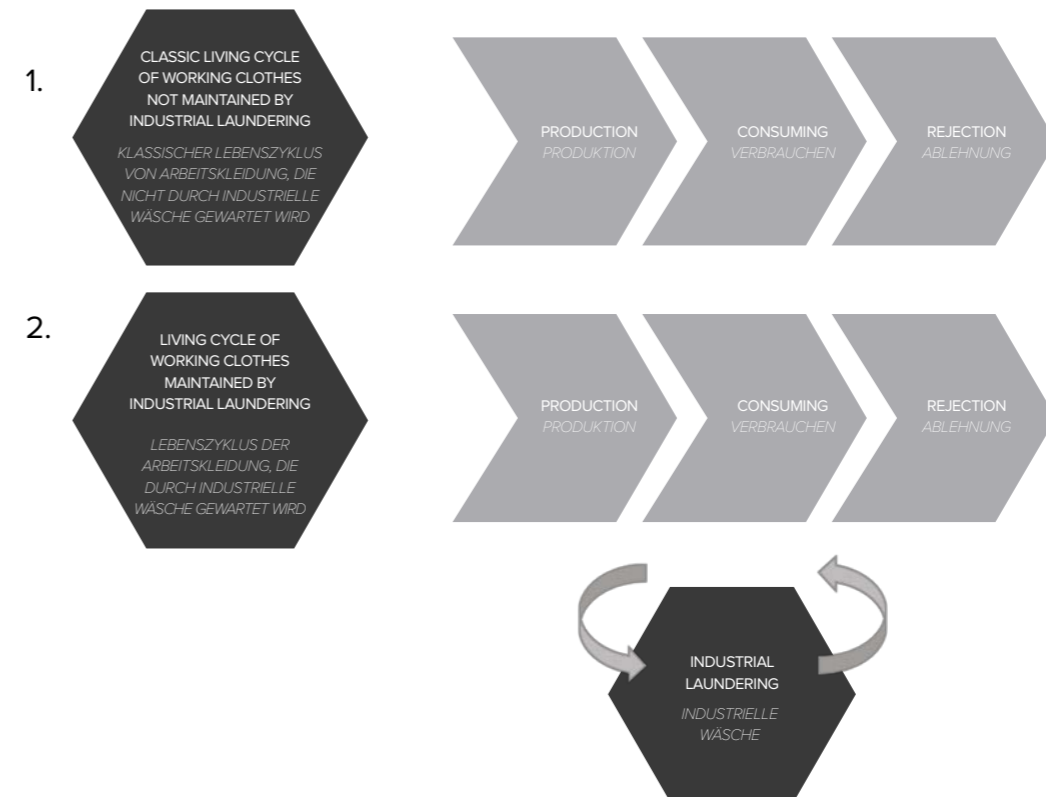 1.
CLASSIC LIVING CYCLE
OF WORKING CLOTHES
NOT MAINTAINED BY
INDUSTRIAL LAUNDERING
KLASSISCHER LEBENSZYKLUS
VON ARBEITSKLEIDUNG, DIE
NICHT DURCH INDUSTRIELLE
WÄSCHE GEWARTET WIRD
PRODUCTION
PRODUKTION
CONSUMING
VERBRAUCHEN
REJECTION
ABLEHNUNG
2.
LIVING CYCLE OF
WORKING CLOTHES
MAINTAINED BY
INDUSTRIAL LAUNDERING
LEBENSZYKLUS DER
ARBEITSKLEIDUNG, DIE
DURCH INDUSTRIELLE
WÄSCHE GEWARTET WIRD
PRODUCTION
PRODUKTION
CONSUMING
VERBRAUCHEN
REJECTION
ABLEHNUNG
INDUSTRIAL
LAUNDERING
INDUSTRIELLE
WÄSCHE